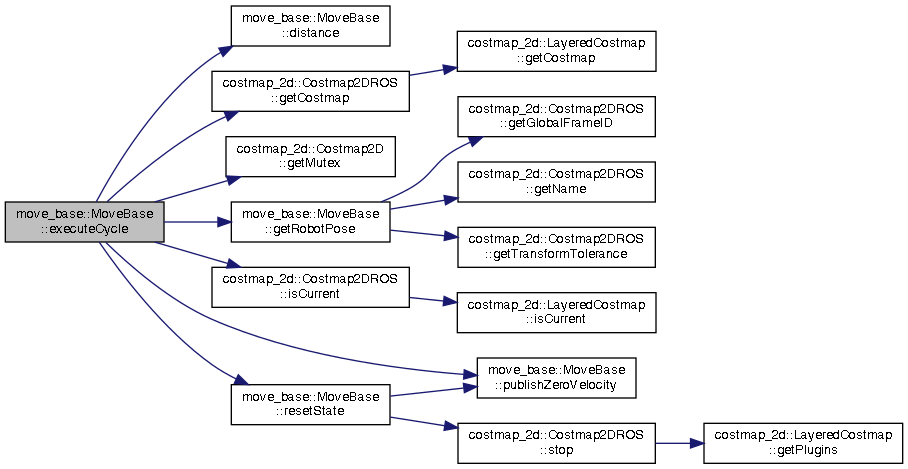 move_base::MoveBase
::distance
costmap_2d::LayeredCostmap
::getCostmap
costmap_2d::Costmap2DROS
::getCostmap
costmap_2d::Costmap2DROS
::getGlobalFrameID
costmap_2d::Costmap2D
::getMutex
costmap_2d::Costmap2DROS
::getName
move_base::MoveBase
::executeCycle
move_base::MoveBase
::getRobotPose
costmap_2d::Costmap2DROS
::getTransformTolerance
costmap_2d::Costmap2DROS
::isCurrent
costmap_2d::LayeredCostmap
::isCurrent
move_base::MoveBase
::publishZeroVelocity
move_base::MoveBase
::resetState
costmap_2d::Costmap2DROS
::stop
costmap_2d::LayeredCostmap
::getPlugins